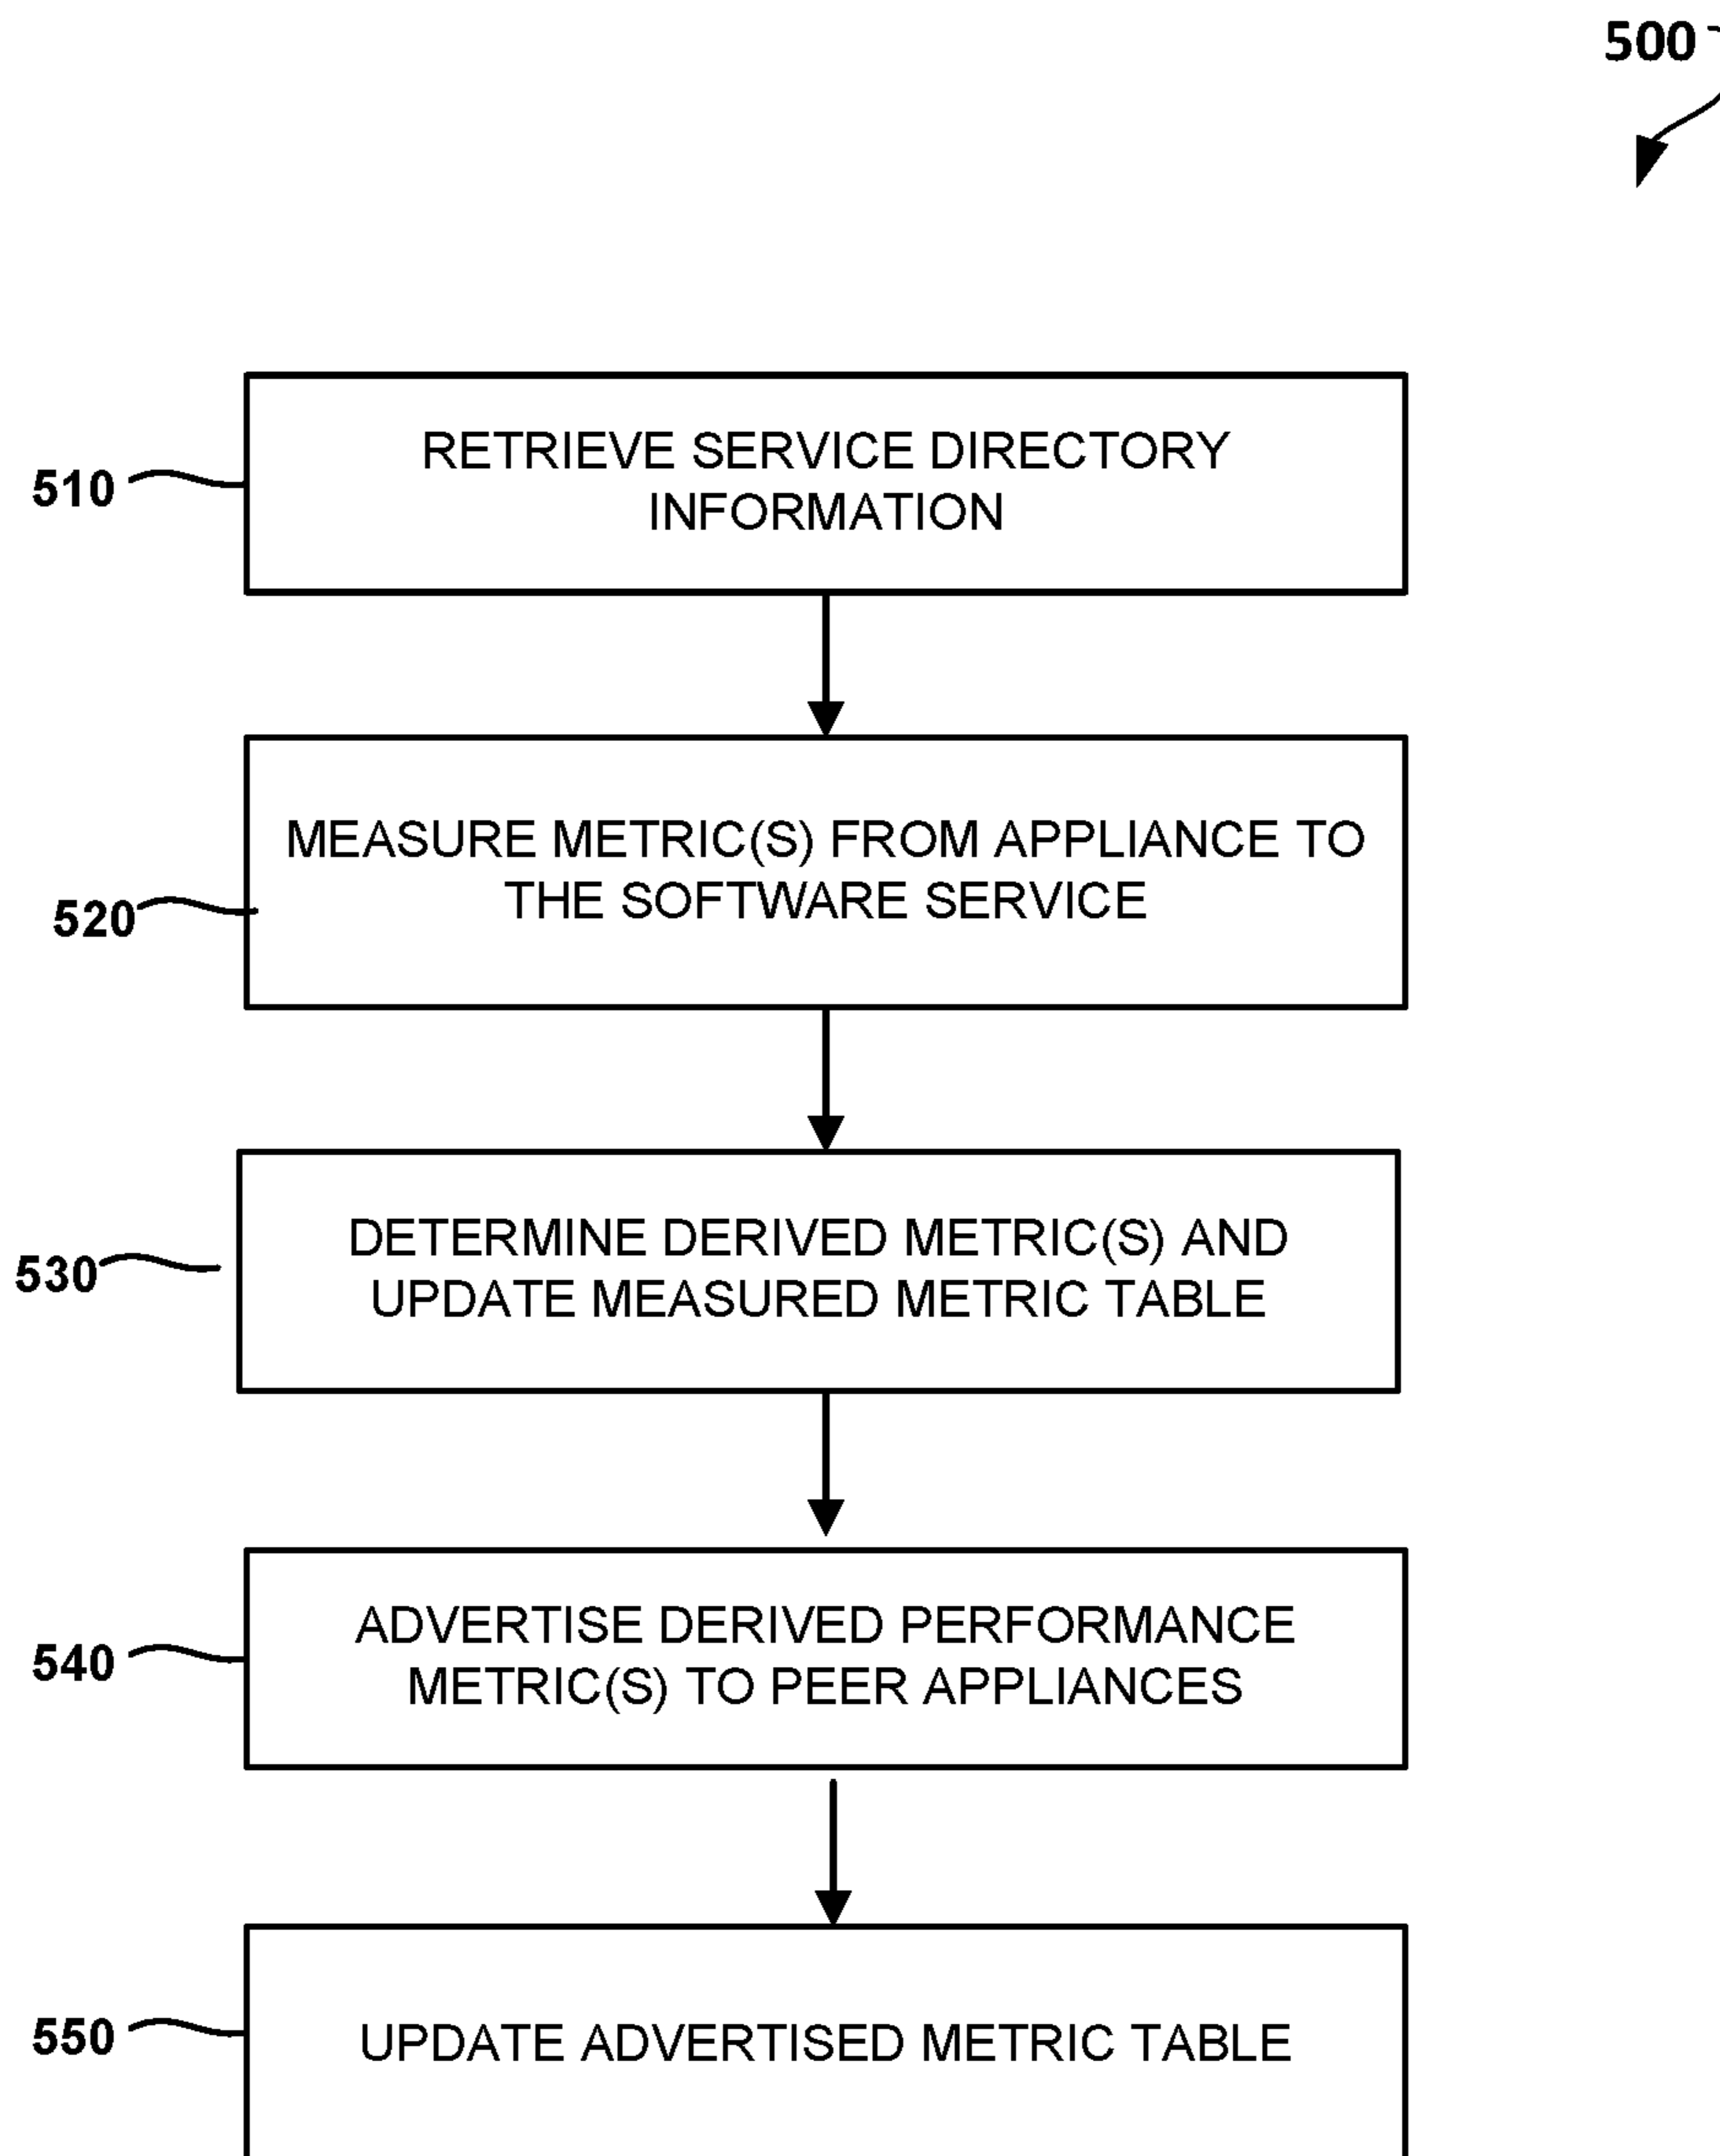 500
RETRIEVE SERVICE DIRECTORY
INFORMATION
510
MEASURE METRIC(S) FROM APPLIANCE TO
THE SOFTWARE SERVICE
520
DETERMINE DERIVED METRIC(S) AND
UPDATE MEASURED METRIC TABLE
530
ADVERTISE DERIVED PERFORMANCE
METRIC(S) TO PEER APPLIANCES
540
UPDATE ADVERTISED METRIC TABLE
550